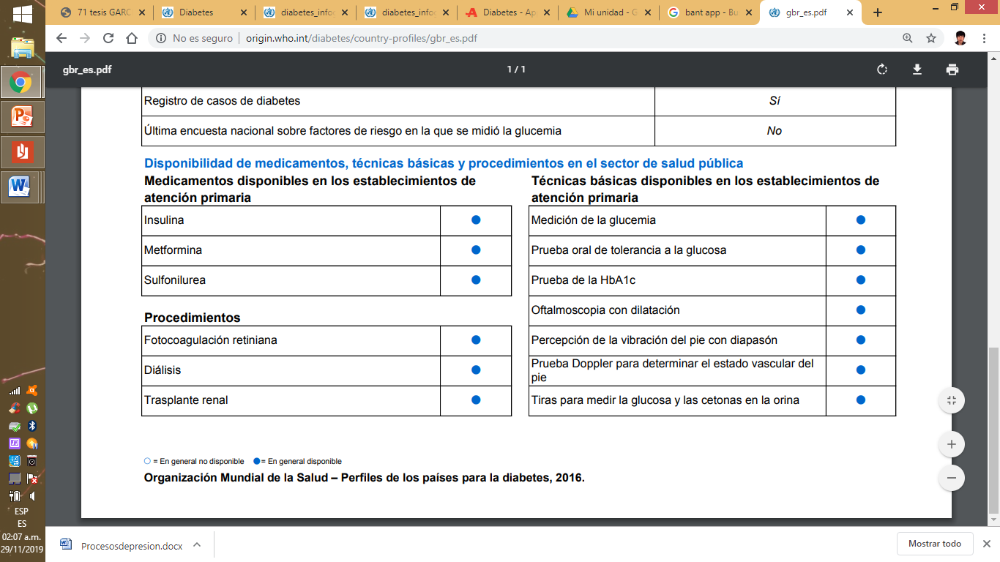 71 tesis GARC
Diabetes
diabetes_infog
diabetes_infog
Diabetes - Ap
Mi unidad - G
bant app - Bu
gbr_es.pdf
No es seguro | origin.who.int/diabetes/country-profiles/gbr_es.pdf
gbr_es.pdf
1 / 1
Registro de casos de diabetes Sí
Última encuesta nacional sobre factores de riesgo en la que se midió la glucemia No
Disponibilidad de medicamentos, técnicas básicas y procedimientos en el sector de salud pública
Medicamentos disponibles en los establecimientos de
atención primaria
Insulina
Metformina
Sulfonilurea
Procedimientos
Fotocoagulación retiniana
Diálisis
Trasplante renal
Técnicas básicas disponibles en los establecimientos de
atención primaria
Medición de la glucemia
Prueba oral de tolerancia a la glucosa
Prueba de la HbA1c
Oftalmoscopia con dilatación
Percepción de la vibración del pie con diapasón
Prueba Doppler para determinar el estado vascular del
pie
Tiras para medir la glucosa y las cetonas en la orina
= En general no disponible = En general disponible
Organización Mundial de la Salud – Perfiles de los países para la diabetes, 2016.
ESP
ES
02:07 a.m.
29/11/2019
Procesosdepresion.docx
Mostrar todo